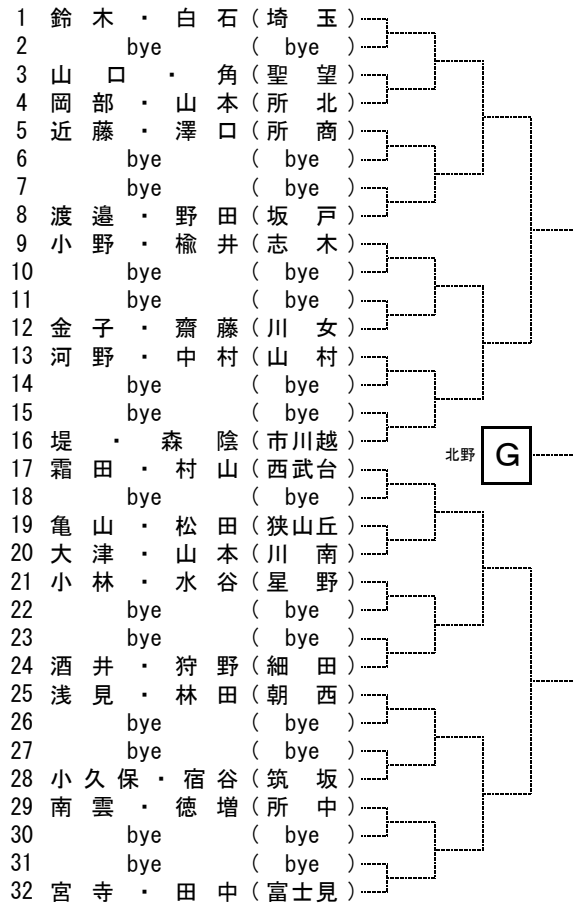 1 鈴木・白石(埼玉)
2 bye (bye)
3 山口・角(聖望)
4 岡部・山本(所北)
5 近藤・澤口(所商)
6 bye (bye)
7 bye (bye)
8 渡邉・野田(坂戸)
9 小野・楡井(志木)
10 bye (bye)
11 bye (bye)
12 金子・齋藤(川女)
13 河野・中村(山村)
14 bye (bye)
15 bye (bye)
16 堤・森陰(市川越)
北野 G
17 霜田・村山(西武台)
18 bye (bye)
19 亀山・松田(狭山丘)
20 大津・山本(川南)
21 小林・水谷(星野)
22 bye (bye)
23 bye (bye)
24 酒井・狩野(細田)
25 浅見・林田(朝西)
26 bye (bye)
27 bye (bye)
28 小久保・宿谷(筑坂)
29 南雲・徳増(所中)
30 bye (bye)
31 bye (bye)
32 宮寺・田中(富士見)